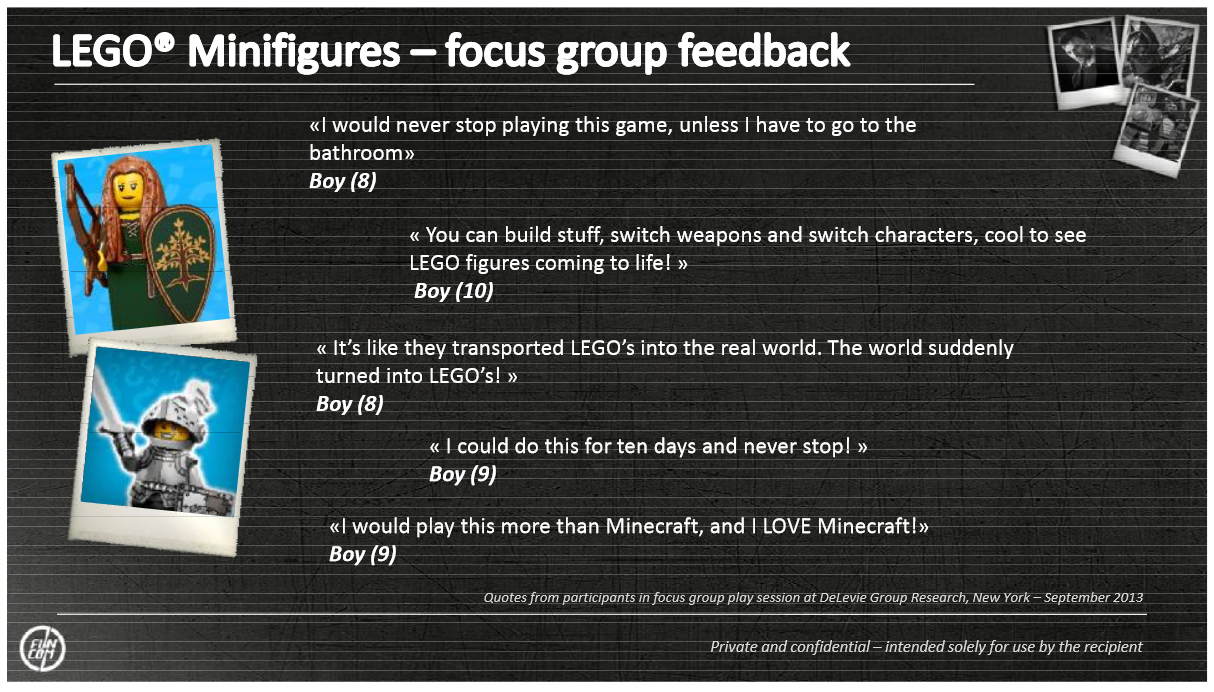 LEGO® Minifigures – focus group feedback
«I would never stop playing this game, unless I have to go to the
bathroom»
Boy (8)
« You can build stuff, switch weapons and switch characters, cool to see
LEGO figures coming to life! »
Boy (10)
« It’s like they transported LEGO’s into the real world. The world suddenly
turned into LEGO’s! »
Boy (8)
« I could do this for ten days and never stop! »
Boy (9)
«I would play this more than Minecraft, and I LOVE Minecraft!»
Boy (9)
Quotes from participants in focus group play session at DeLevie Group Research, New York – September 2013
FUN
COM
Private and confidential – intended solely for use by the recipient